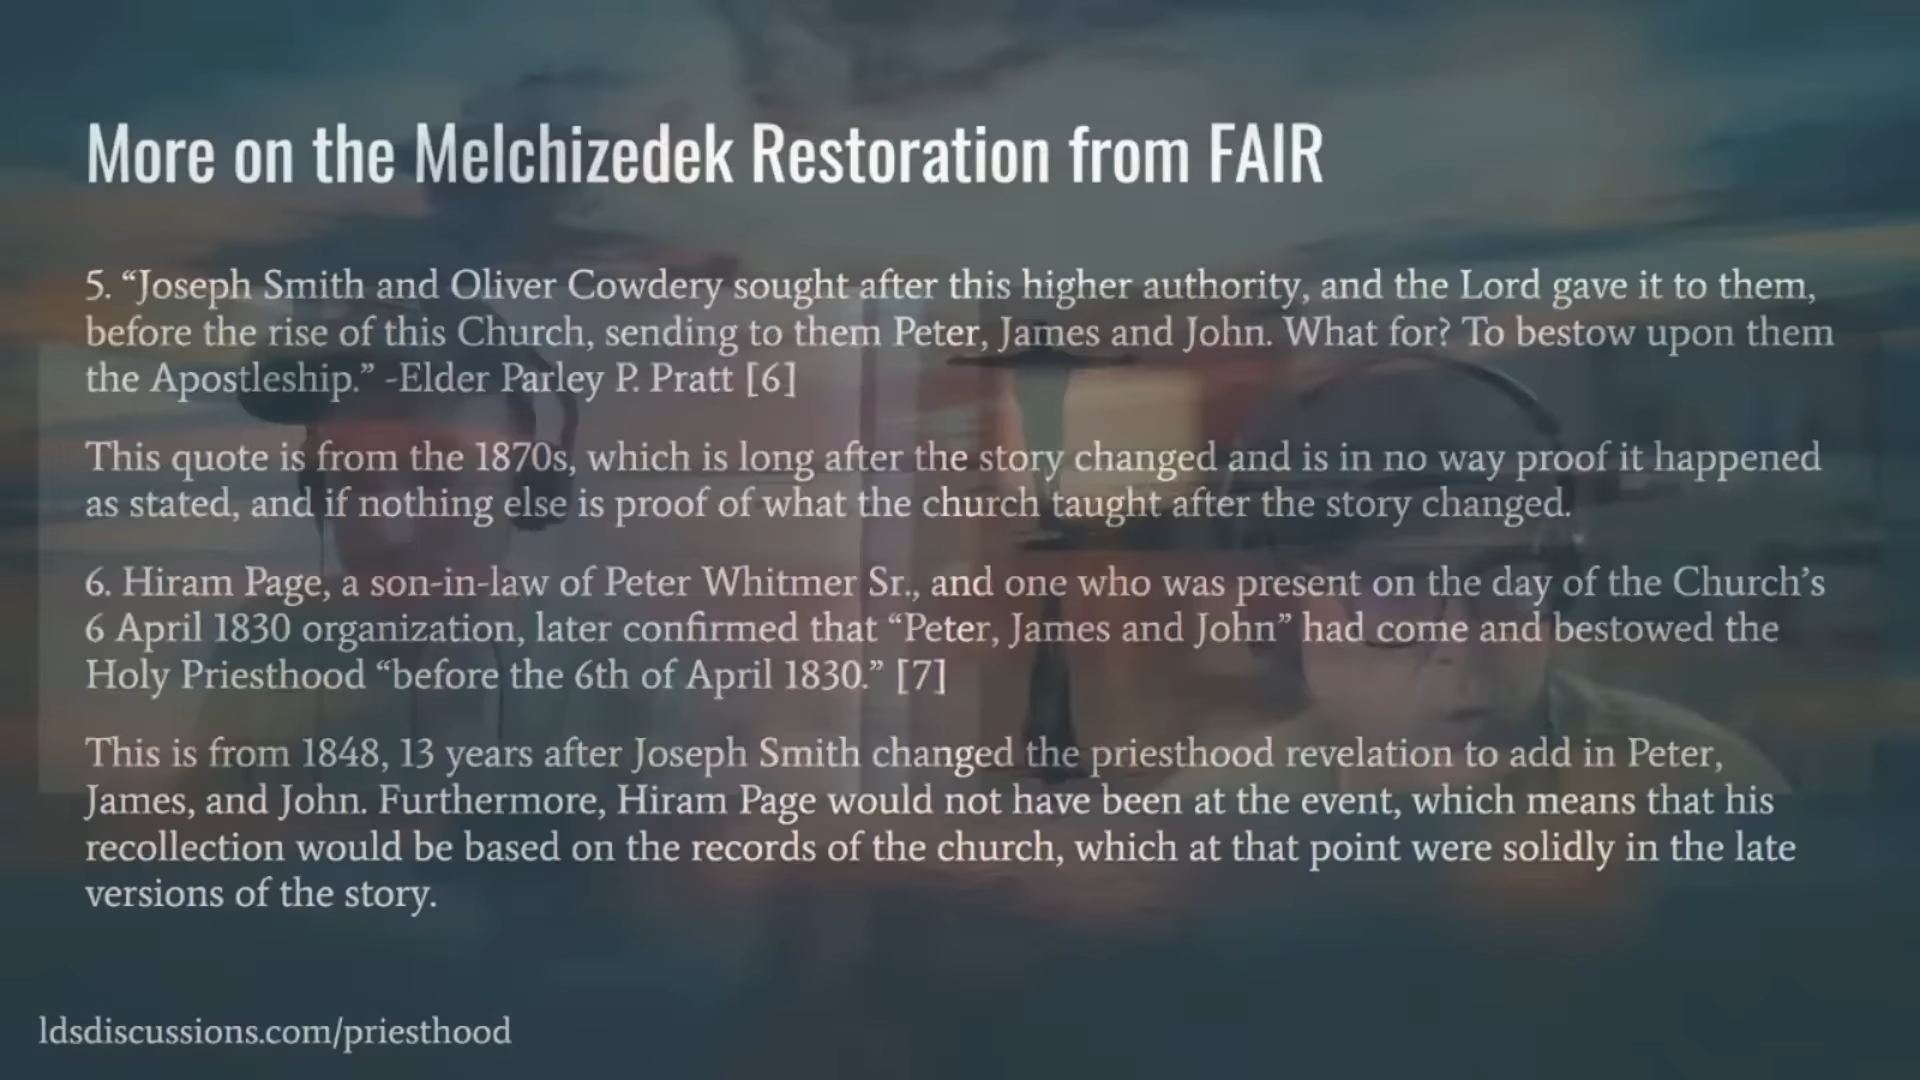 More on the Melchizedek Restoration from FAIR
5. “Joseph Smith and Oliver Cowdery sought after this higher authority, and the Lord gave it to them,
before the rise of this Church, sending to them Peter, James and John. What for? To bestow upon them
the Apostleship.” -Elder Parley P. Pratt [6]
This quote is from the 1870s, which is long after the story changed and is in no way proof it happened
as stated, and if nothing else is proof of what the church taught after the story changed.
6. Hiram Page, a son-in-law of Peter Whitmer Sr., and one who was present on the day of the Church’s
6 April 1830 organization, later confirmed that “Peter, James and John” had come and bestowed the
Holy Priesthood “before the 6th of April 1830.” [7]
This is from 1848, 13 years after Joseph Smith changed the priesthood revelation to add in Peter,
James, and John. Furthermore, Hiram Page would not have been at the event, which means that his
recollection would be based on the records of the church, which at that point were solidly in the late
versions of the story.
ldsdiscussions.com/priesthood